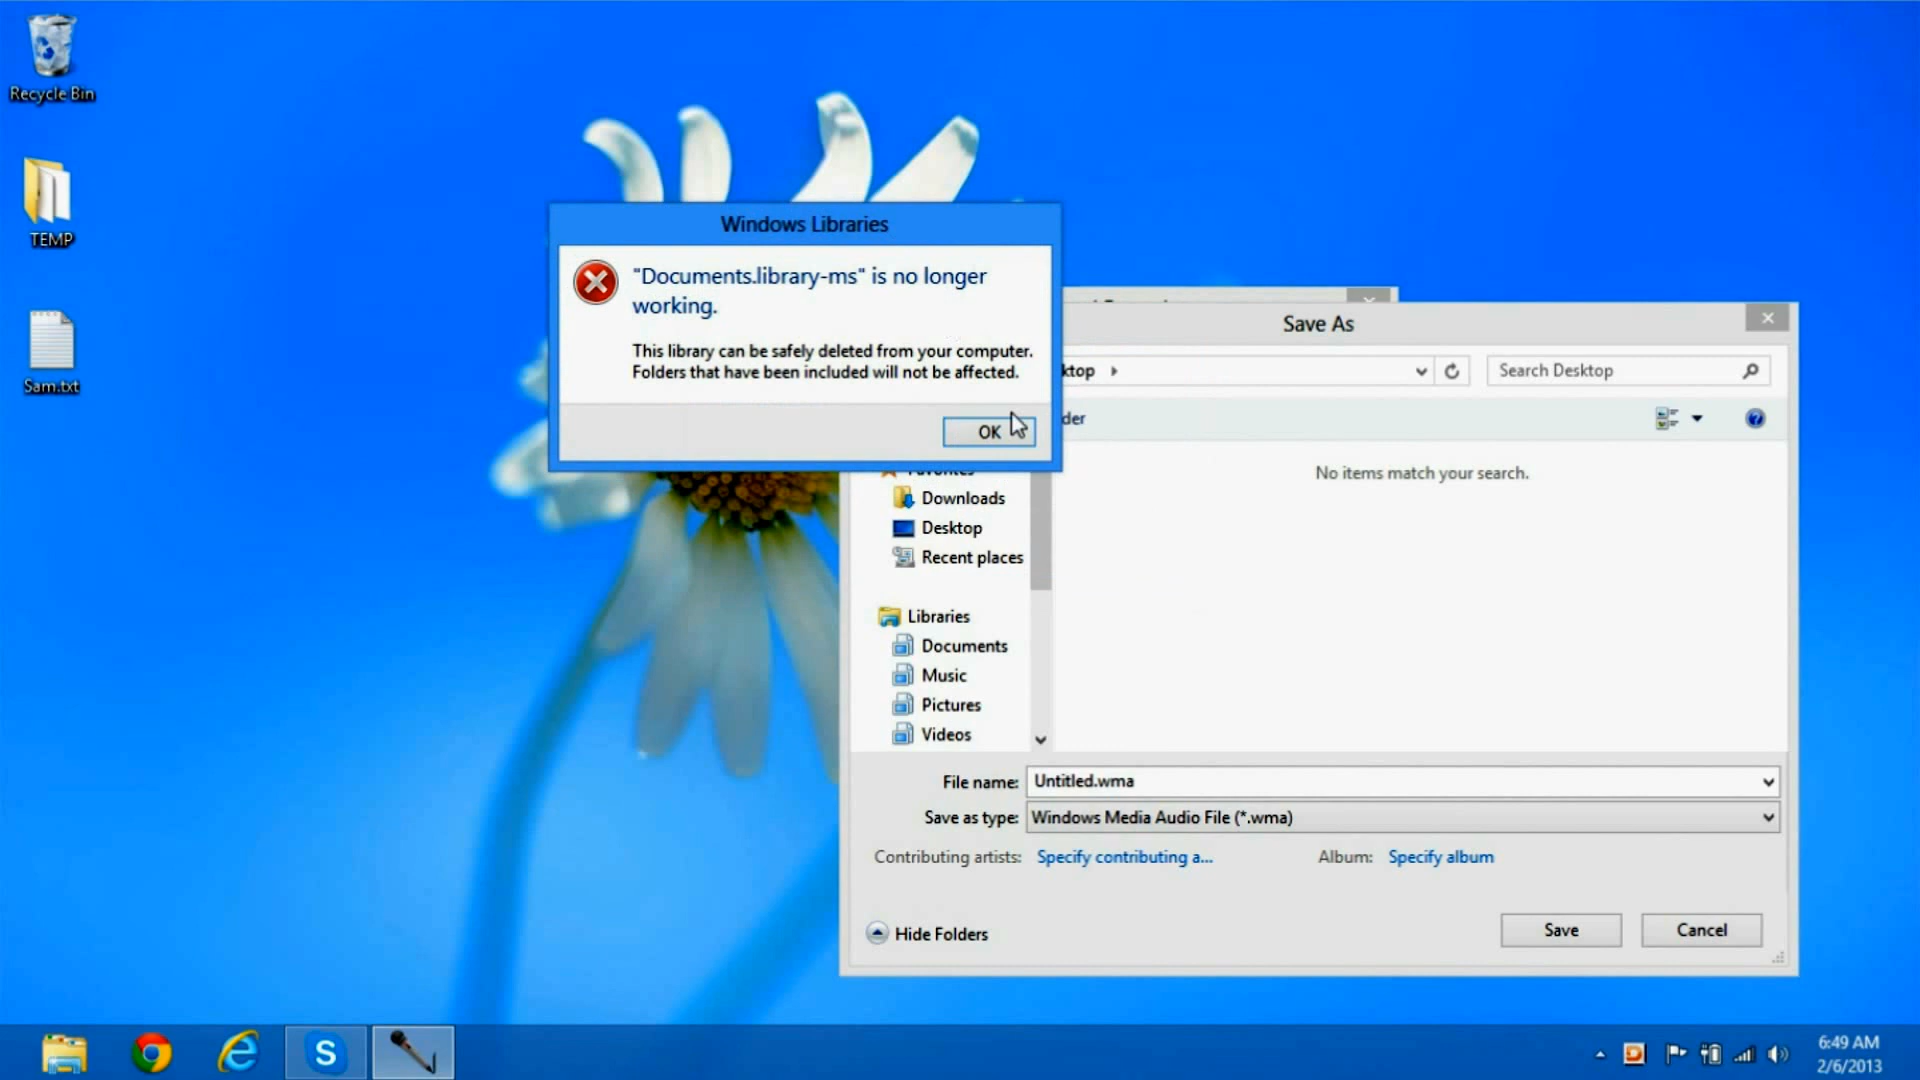 Recycle Bin
TEMP
Sam.txt
Windows Libraries
"Documents.library-ms" is no longer
working.
This library can be safely deleted from your computer.
Folders that have been included will not be affected.
OK
Save As
ktop
Search Desktop
der
No items match your search.
Favorites
Downloads
Desktop
Recent places
Libraries
Documents
Music
Pictures
Videos
File name: Untitled.wma
Save as type: Windows Media Audio File (*.wma)
Contributing artists: Specify contributing a... Album: Specify album
Hide Folders
Save
Cancel
6:49 AM
2/6/2013